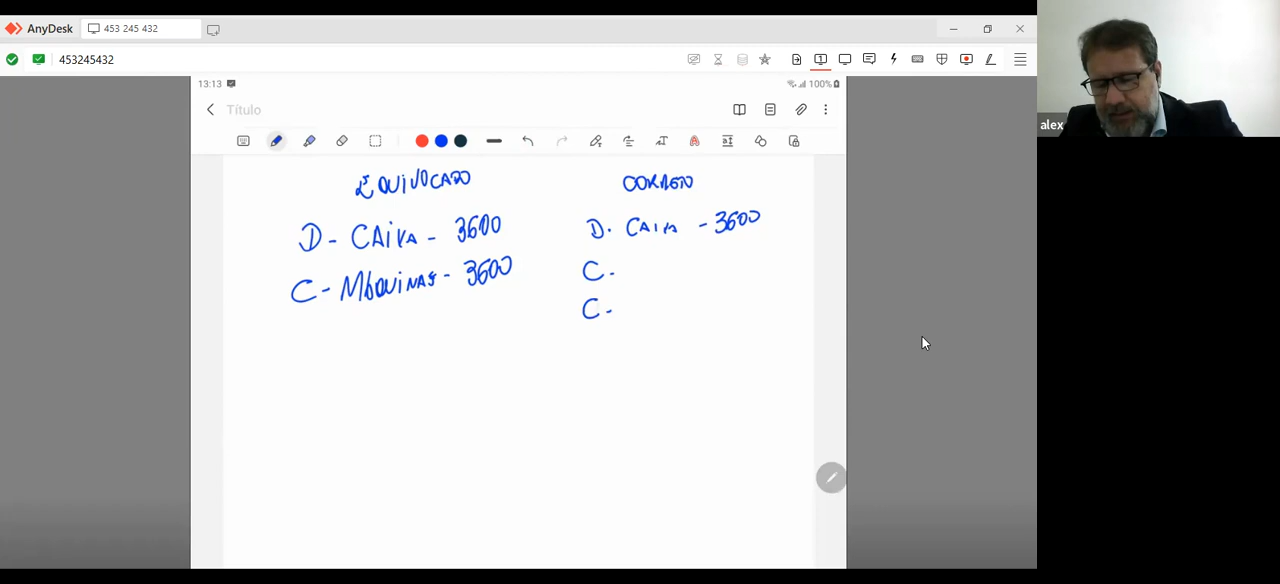 AnyDesk
453 245 432
453245432
13:13
100%
Título
EQUIVOCADO
CORRETO
D - CAIXA - 3600
D. CAIXA - 3600
C - MÁQUINAS - 3600
C -
C -
alex